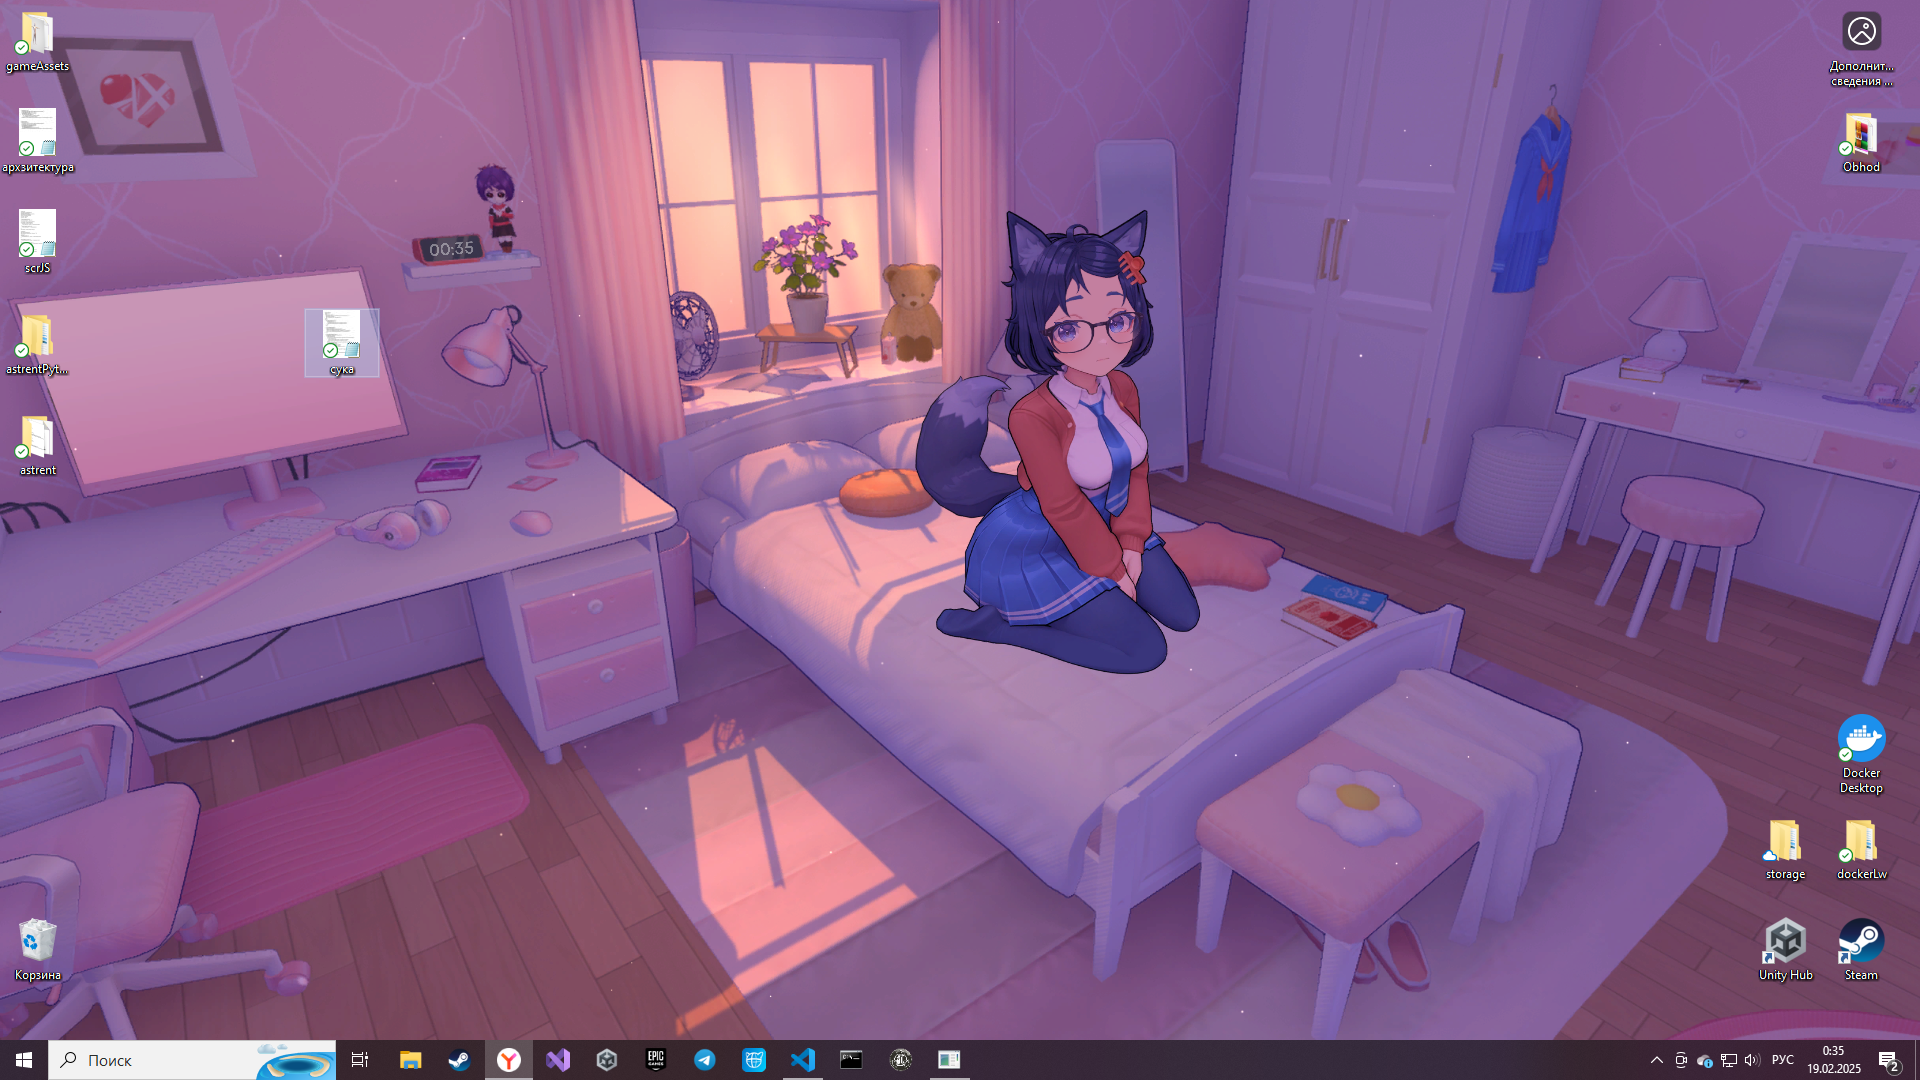 gameAssets
архзитектура
scrJS
astrentPyt...
astrent
Корзина
сука
00:35
Дополнит...
сведения ...
Obhod
Docker
Desktop
storage
dockerLw
Unity Hub
Steam
Поиск
EPIC
GAMES
РУС
0:35
19.02.2025
2